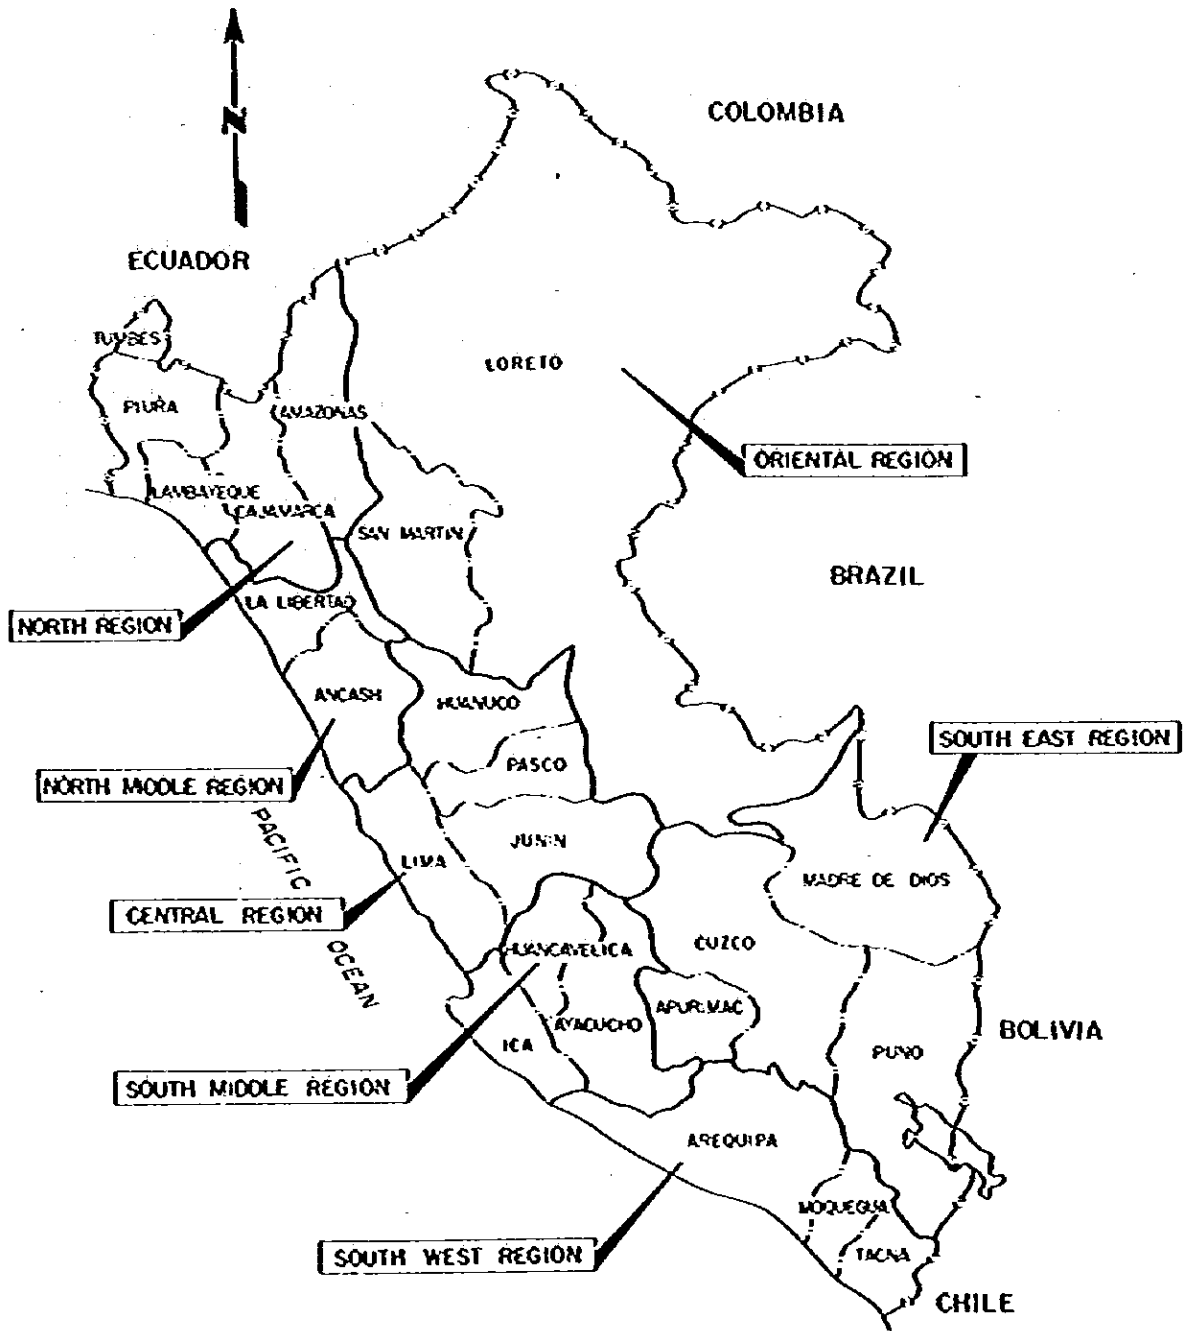 N
COLOMBIA
ECUADOR
TUMBES
LORETO
PIURA
AMAZONAS
ORIENTAL REGION
LAMBAYEQUE
CAJAMARCA
SAN MARTIN
BRAZIL
LA LIBERTAD
NORTH REGION
ANCASH
HUANUCO
SOUTH EAST REGION
PASCO
NORTH MIDDLE REGION
JUNIN
PACIFIC OCEAN
LIMA
MADRE DE DIOS
CENTRAL REGION
HUANCAVELICA
CUZCO
APURIMAC
AYACUCHO
BOLIVIA
ICA
PUNO
SOUTH MIDDLE REGION
AREQUIPA
MOQUEGUA
SOUTH WEST REGION
TACNA
CHILE